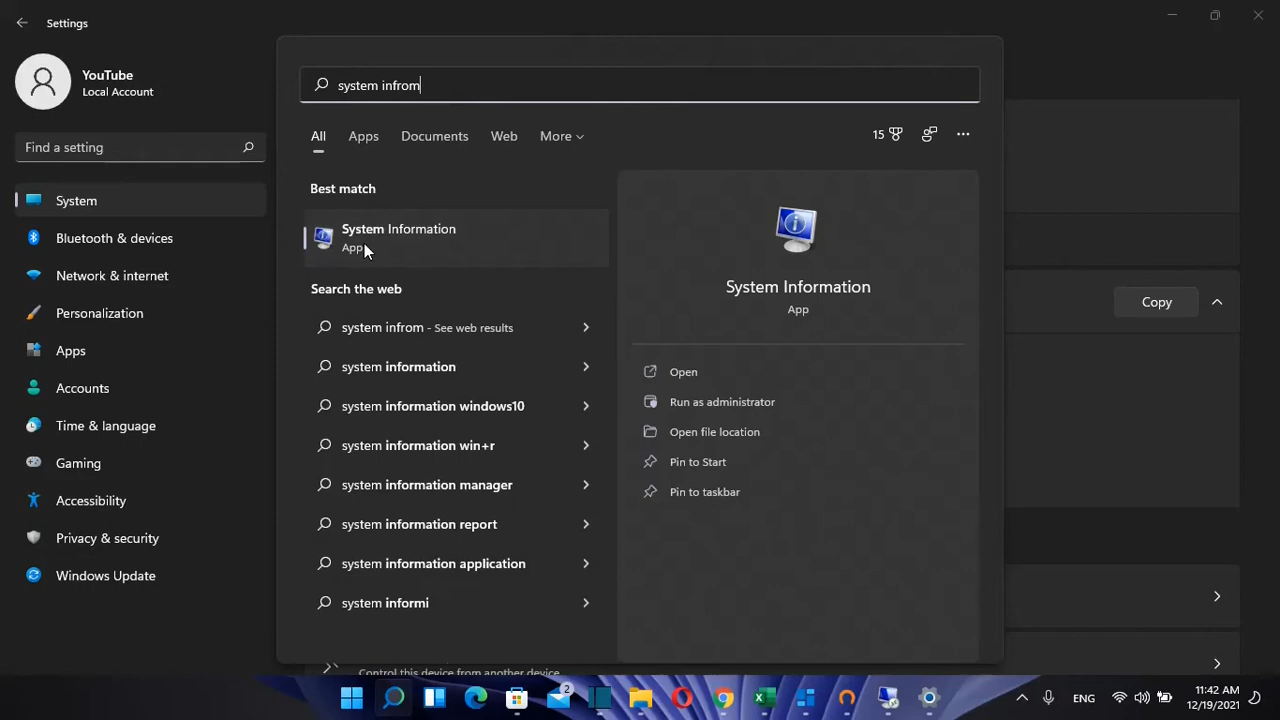 Settings
YouTube
Local Account
Find a setting
System
Bluetooth & devices
Network & internet
Personalization
Apps
Accounts
Time & language
Gaming
Accessibility
Privacy & security
Windows Update
system infrom
All Apps Documents Web More
15
Best match
System Information
App
Search the web
system infrom - See web results
system information
system information windows10
system information win+r
system information manager
system information report
system information application
system informi
System Information
App
Open
Run as administrator
Open file location
Pin to Start
Pin to taskbar
Copy
Control this device from another device
2
ENG
11:42 AM
12/19/2021